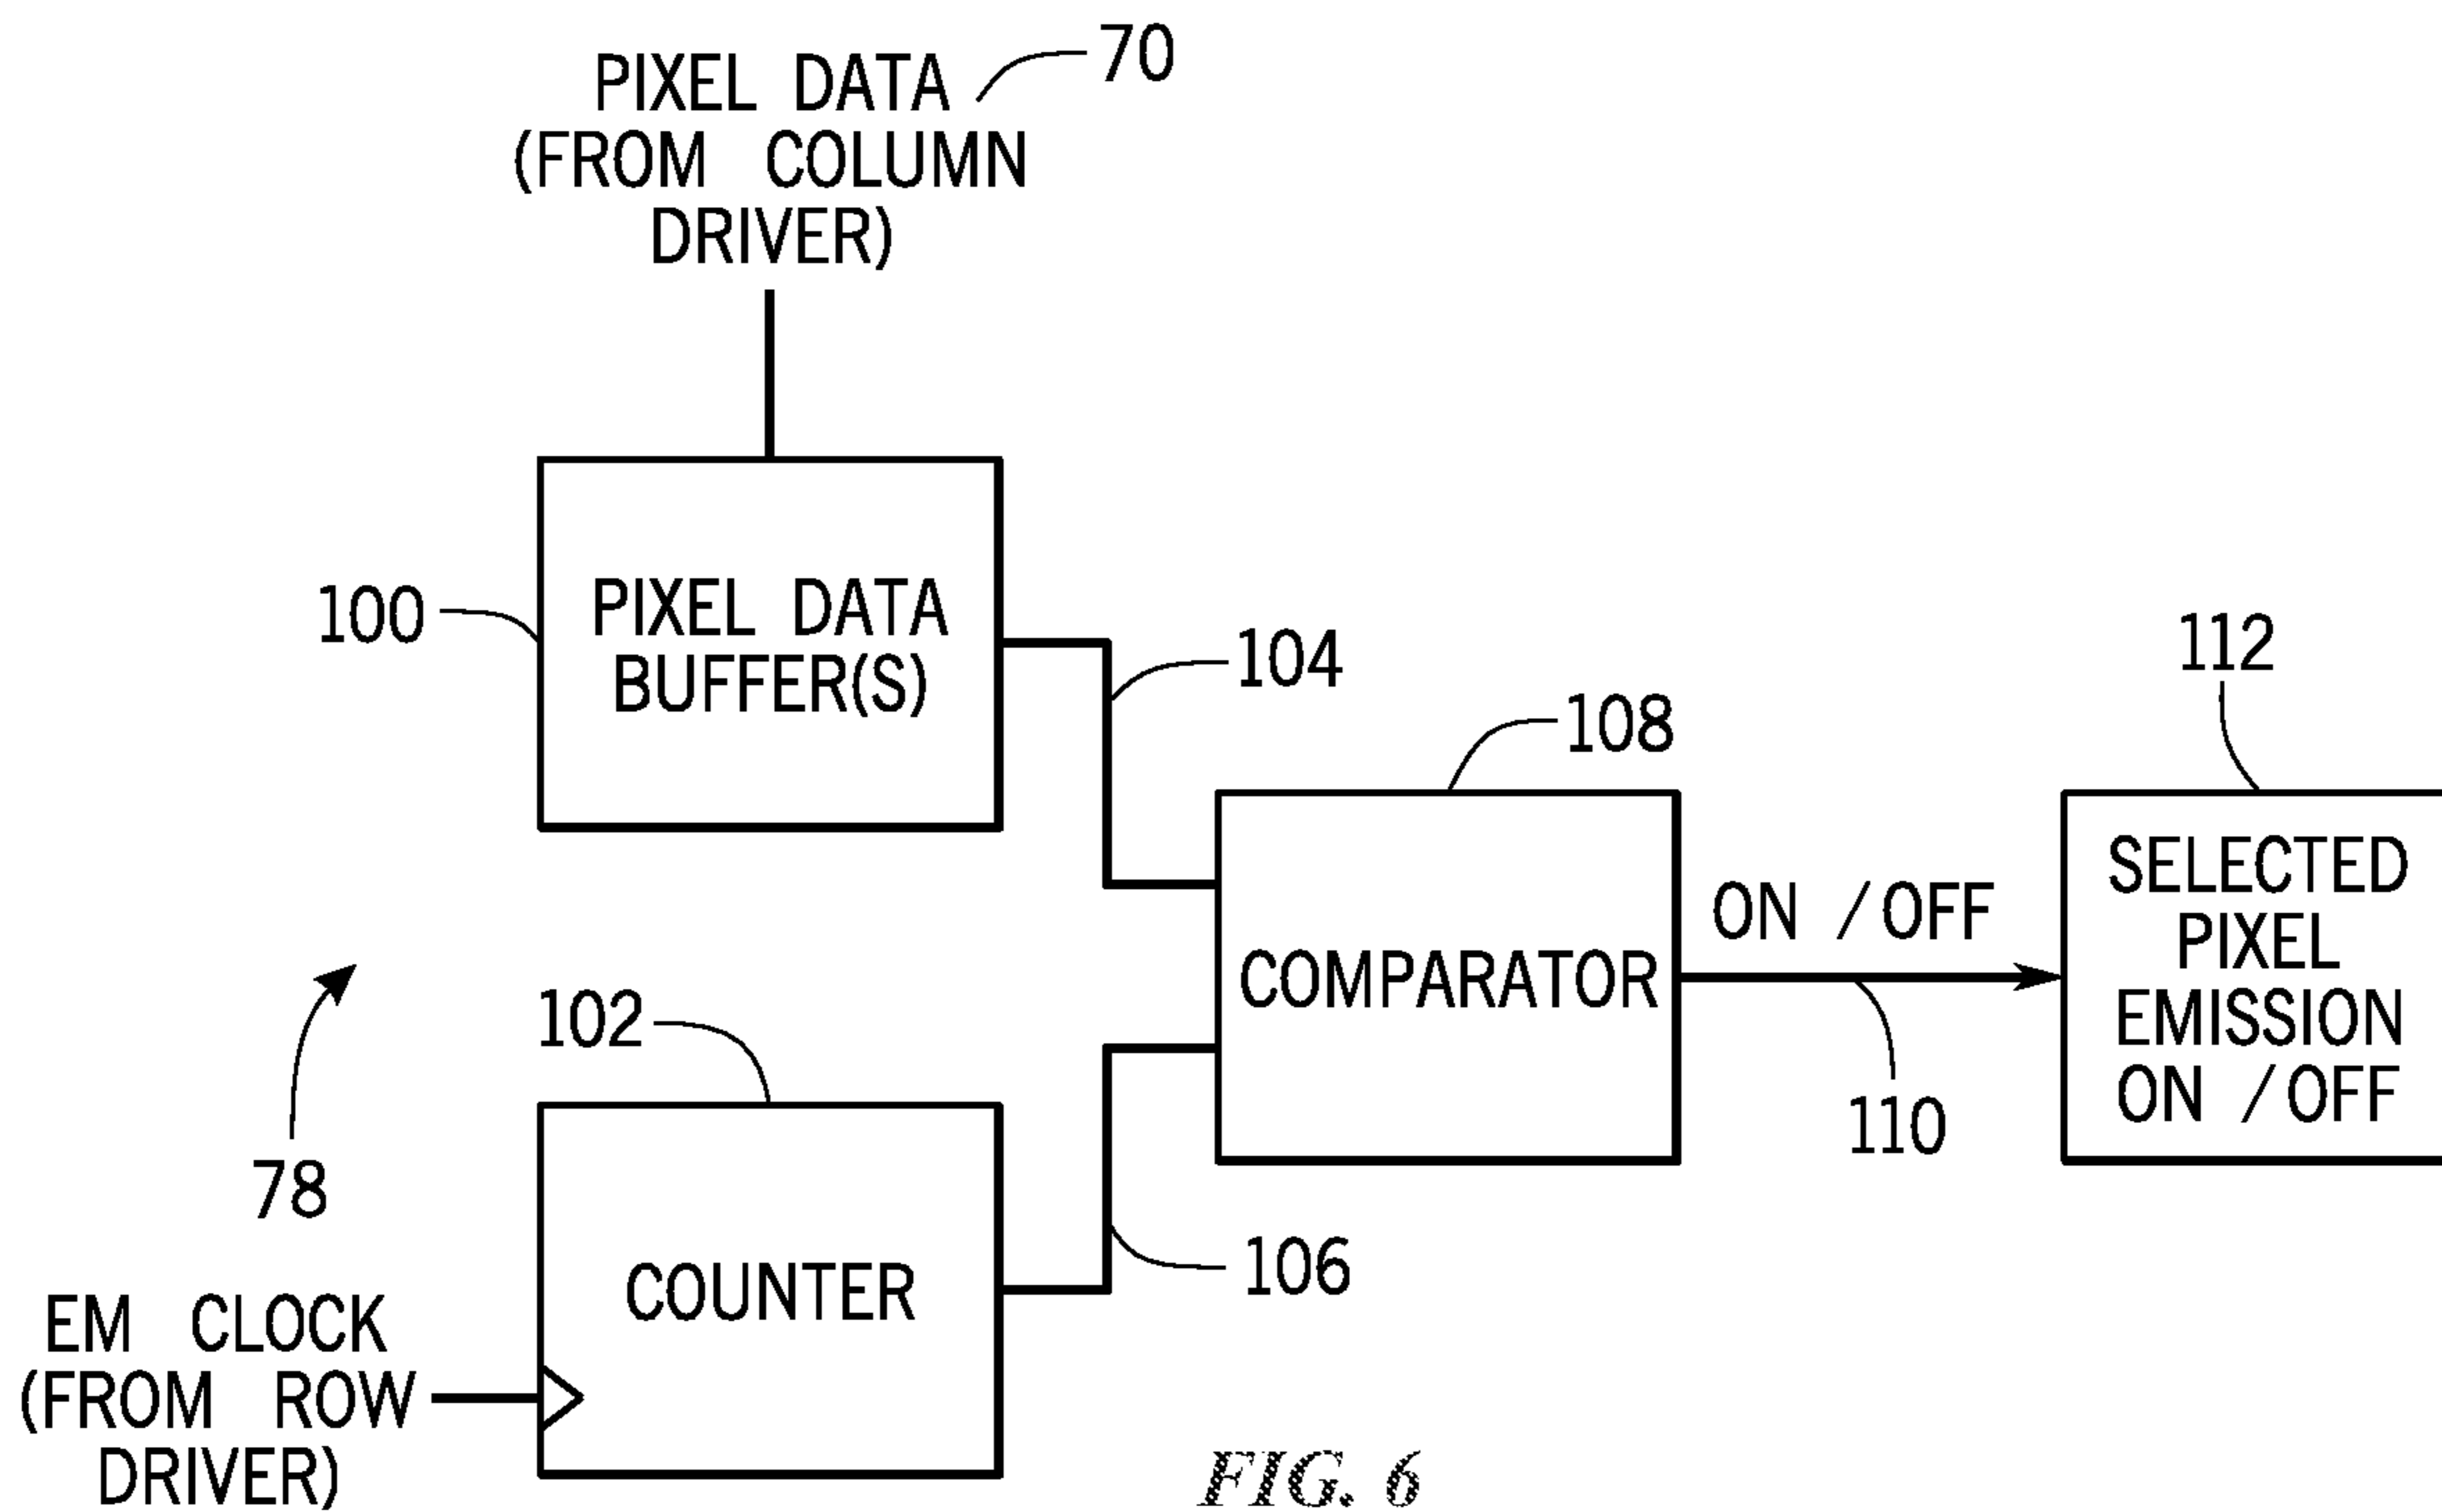 70
PIXEL DATA
(FROM COLUMN
DRIVER)
100
PIXEL DATA
BUFFER(S)
104
108
112
COMPARATOR
ON / OFF
110
SELECTED
PIXEL
EMISSION
ON / OFF
102
78
COUNTER
106
EM CLOCK
(FROM ROW
DRIVER)
FIG. 6